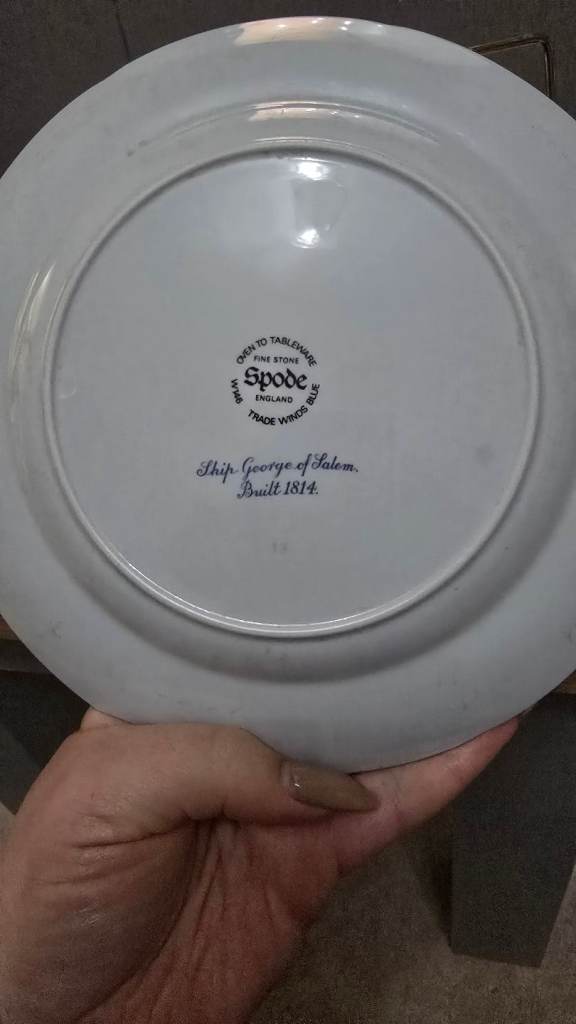 OVEN TO TABLEWARE
FINE STONE
Spode
ENGLAND
W146 TRADE WINDS BLUE
Ship George of Salem.
Built 1814.